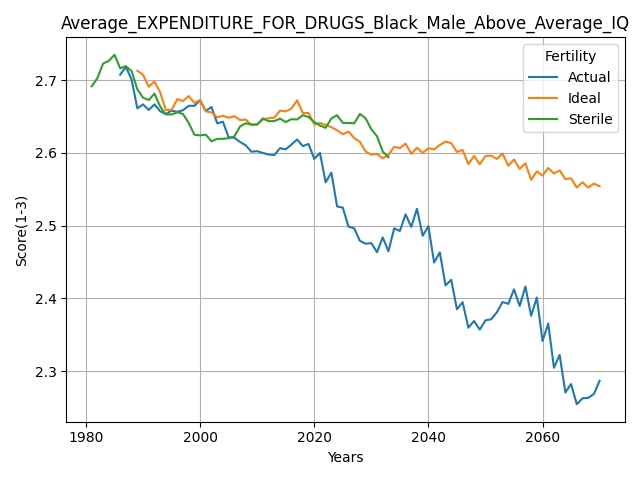 Average_EXPENDITURE_FOR_DRUGS_Black_Male_Above_Average_IQ
Fertility
Actual
Ideal
Sterile
Score(1-3)
2.7
2.6
2.5
2.4
2.3
1980 2000 2020 2040 2060
Years